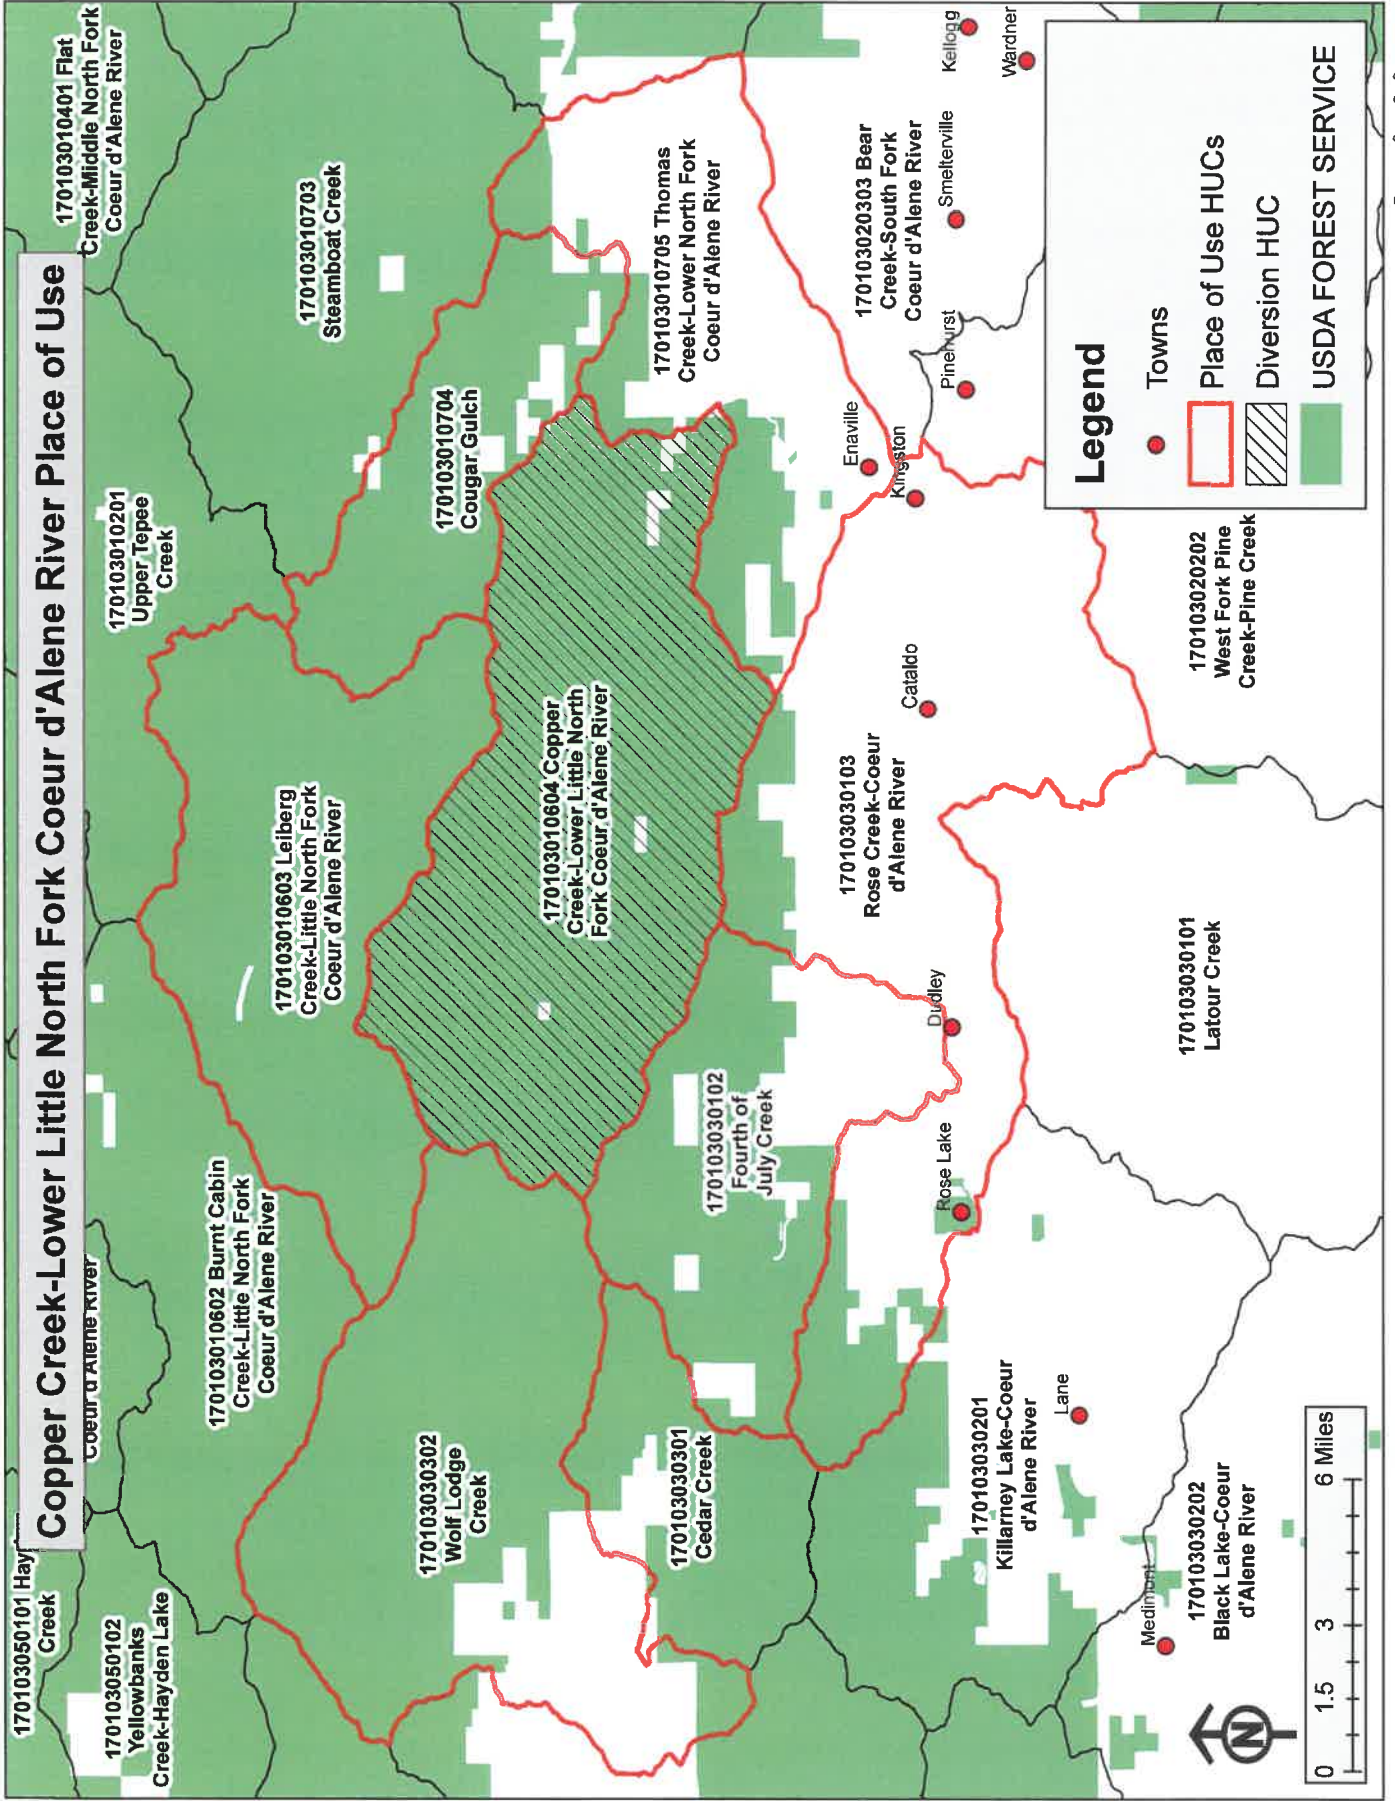 Copper Creek-Lower Little North Fork Coeur d'Alene River Place of Use
170103050101 Hay
Creek
170103050102
Yellowbanks
Creek-Hayden Lake
Coeur d'Alene River
170103010602 Burnt Cabin
Creek-Little North Fork
Coeur d'Alene River
170103010603 Leiberg
Creek-Little North Fork
Coeur d'Alene River
170103010201
Upper Tepee
Creek
170103010401 Flat
Creek-Middle North Fork
Coeur d'Alene River
170103010703
Steamboat Creek
170103010704
Cougar Gulch
170103010604 Copper
Creek-Lower Little North
Fork Coeur d'Alene River
170103010705 Thomas
Creek-Lower North Fork
Coeur d'Alene River
170103030302
Wolf Lodge
Creek
170103030301
Cedar Creek
170103030102
Fourth of
July Creek
170103030103
Rose Creek-Coeur
d'Alene River
170103020303 Bear
Creek-South Fork
Coeur d'Alene River
Enaville
Kingston
Pinehurst
Smelterville
Kellogg
Wardner
Cataldo
Dudley
Rose Lake
170103030201
Killarney Lake-Coeur
d'Alene River
Lane
Medimont
170103030202
Black Lake-Coeur
d'Alene River
170103030101
Latour Creek
170103020202
West Fork Pine
Creek-Pine Creek
Legend
Towns
Place of Use HUCs
Diversion HUC
USDA FOREST SERVICE
N
0 1.5 3 6 Miles